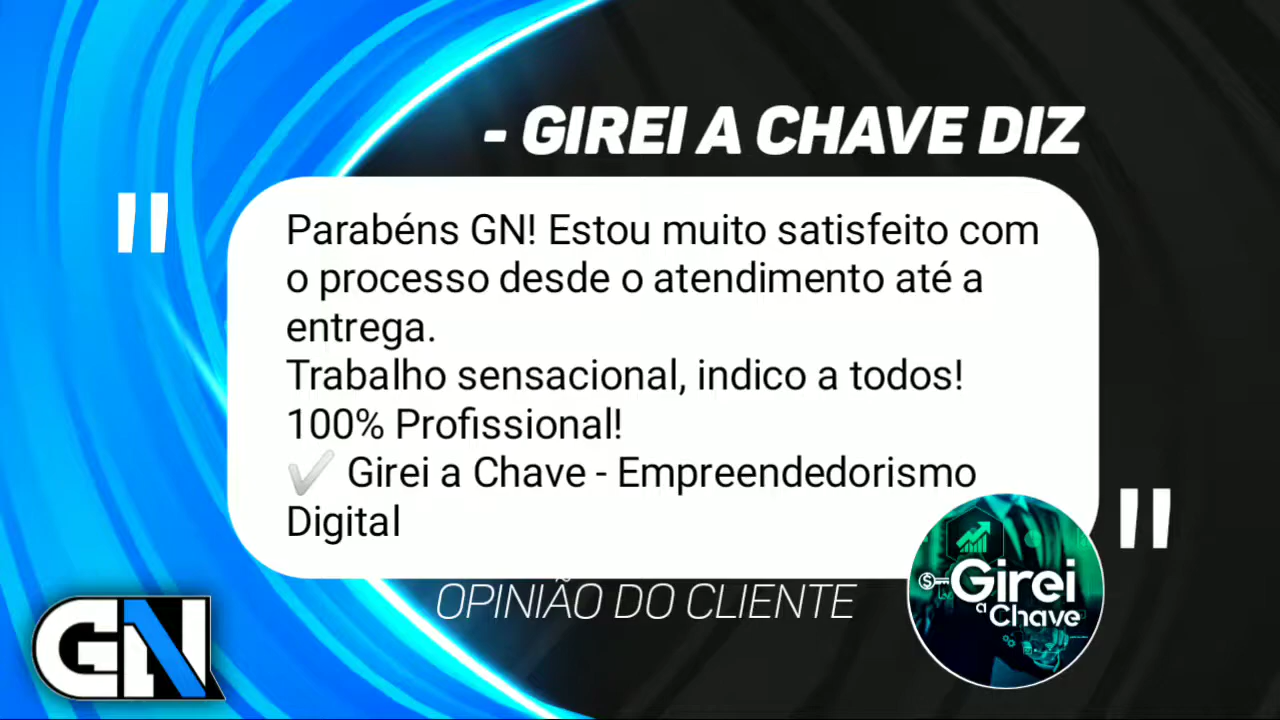 - GIREI A CHAVE DIZ
"
Parabéns GN! Estou muito satisfeito com
o processo desde o atendimento até a
entrega.
Trabalho sensacional, indico a todos!
100% Profissional!
✔ Girei a Chave - Empreendedorismo
Digital
"
Girei
a Chave
OPINIÃO DO CLIENTE
GN